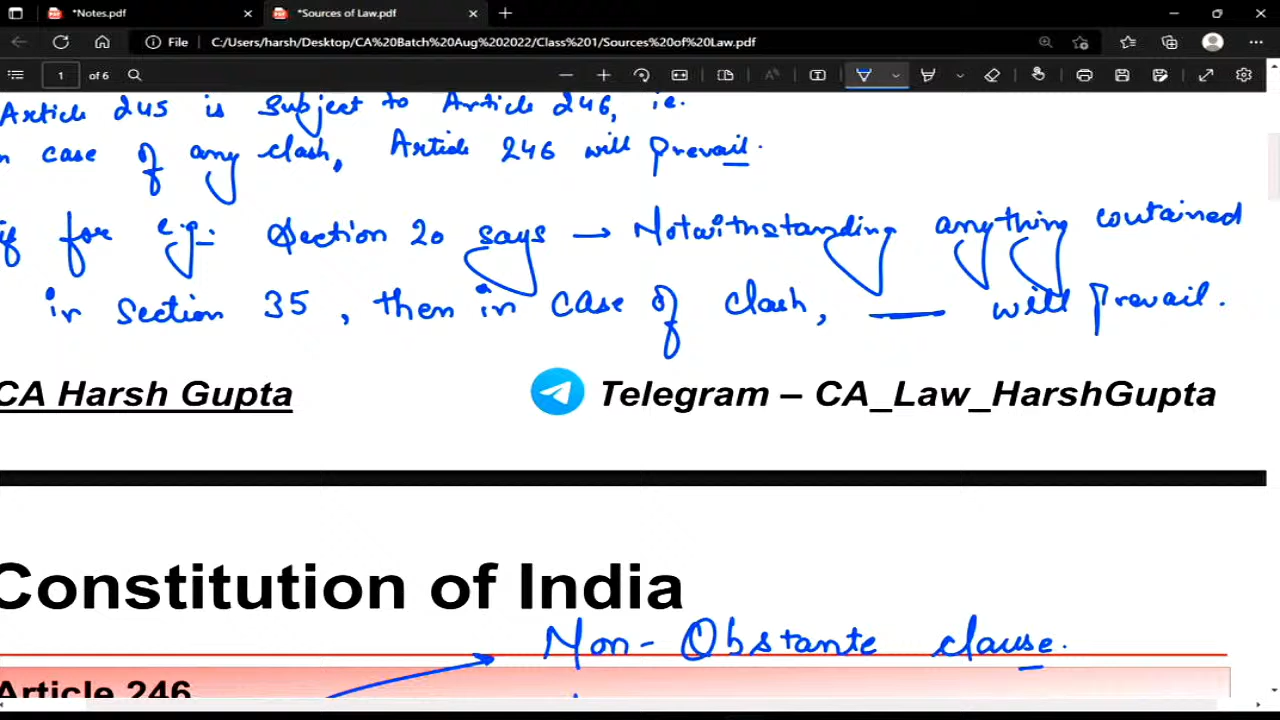 *Notes.pdf
*Sources of Law.pdf
File C:/Users/harsh/Desktop/CA%20Batch%20Aug%202022/Class%201/Sources%20of%20Law.pdf
1 of 6
Article 245 is subject to Article 246, i.e.
n case of any clash, Article 246 will prevail.
if for e.g. Section 20 says → Notwithstanding anything contained
in section 35, then in case of clash, ___ will prevail.
CA Harsh Gupta
Telegram – CA_Law_HarshGupta
Constitution of India
Non-Obstante clause.
Article 246